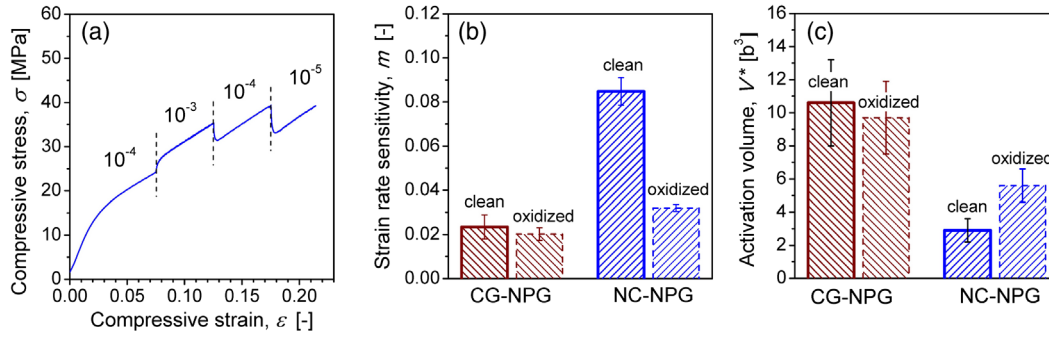 (a)
Compressive stress, σ [MPa]
60
50
40
30
20
10
0
10⁻⁴
10⁻³
10⁻⁴
10⁻⁵
0.00 0.05 0.10 0.15 0.20
Compressive strain, ε [-]
(b)
Strain rate sensitivity, m [-]
0.12
0.10
0.08
0.06
0.04
0.02
0.00
clean
oxidized
clean
oxidized
CG-NPG NC-NPG
(c)
Activation volume, V* [b³]
16
14
12
10
8
6
4
2
0
clean
oxidized
clean
oxidized
CG-NPG NC-NPG